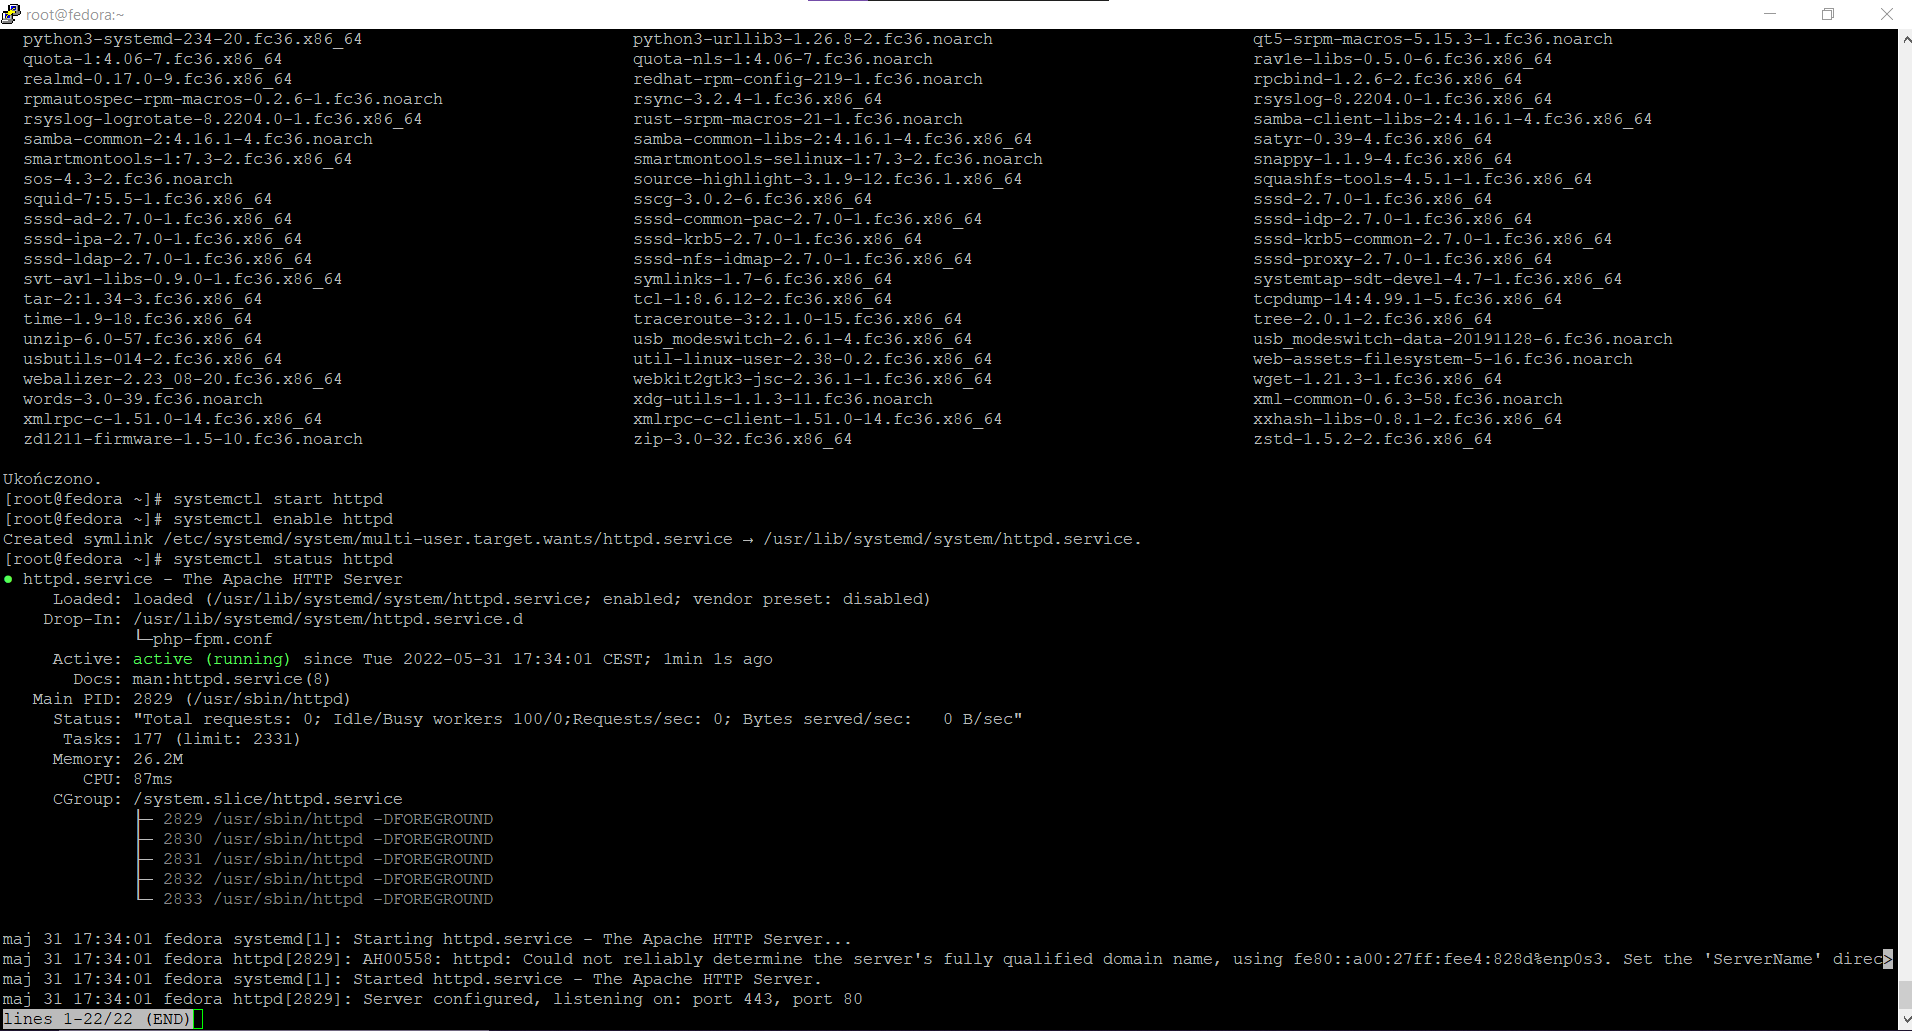 root@fedora:~
python3-systemd-234-20.fc36.x86_64 python3-urllib3-1.26.8-2.fc36.noarch qt5-srpm-macros-5.15.3-1.fc36.noarch
quota-1:4.06-7.fc36.x86_64 quota-nls-1:4.06-7.fc36.noarch rav1e-libs-0.5.0-6.fc36.x86_64
realmd-0.17.0-9.fc36.x86_64 redhat-rpm-config-219-1.fc36.noarch rpcbind-1.2.6-2.fc36.x86_64
rpmautospec-rpm-macros-0.2.6-1.fc36.noarch rsync-3.2.4-1.fc36.x86_64 rsyslog-8.2204.0-1.fc36.x86_64
rsyslog-logrotate-8.2204.0-1.fc36.x86_64 rust-srpm-macros-21-1.fc36.noarch samba-client-libs-2:4.16.1-4.fc36.x86_64
samba-common-2:4.16.1-4.fc36.noarch samba-common-libs-2:4.16.1-4.fc36.x86_64 satyr-0.39-4.fc36.x86_64
smartmontools-1:7.3-2.fc36.x86_64 smartmontools-selinux-1:7.3-2.fc36.noarch snappy-1.1.9-4.fc36.x86_64
sos-4.3-2.fc36.noarch source-highlight-3.1.9-12.fc36.1.x86_64 squashfs-tools-4.5.1-1.fc36.x86_64
squid-7:5.5-1.fc36.x86_64 sscg-3.0.2-6.fc36.x86_64 sssd-2.7.0-1.fc36.x86_64
sssd-ad-2.7.0-1.fc36.x86_64 sssd-common-pac-2.7.0-1.fc36.x86_64 sssd-idp-2.7.0-1.fc36.x86_64
sssd-ipa-2.7.0-1.fc36.x86_64 sssd-krb5-2.7.0-1.fc36.x86_64 sssd-krb5-common-2.7.0-1.fc36.x86_64
sssd-ldap-2.7.0-1.fc36.x86_64 sssd-nfs-idmap-2.7.0-1.fc36.x86_64 sssd-proxy-2.7.0-1.fc36.x86_64
svt-av1-libs-0.9.0-1.fc36.x86_64 symlinks-1.7-6.fc36.x86_64 systemtap-sdt-devel-4.7-1.fc36.x86_64
tar-2:1.34-3.fc36.x86_64 tcl-1:8.6.12-2.fc36.x86_64 tcpdump-14:4.99.1-5.fc36.x86_64
time-1.9-18.fc36.x86_64 traceroute-3:2.1.0-15.fc36.x86_64 tree-2.0.1-2.fc36.x86_64
unzip-6.0-57.fc36.x86_64 usb_modeswitch-2.6.1-4.fc36.x86_64 usb_modeswitch-data-20191128-6.fc36.noarch
usbutils-014-2.fc36.x86_64 util-linux-user-2.38-0.2.fc36.x86_64 web-assets-filesystem-5-16.fc36.noarch
webalizer-2.23_08-20.fc36.x86_64 webkit2gtk3-jsc-2.36.1-1.fc36.x86_64 wget-1.21.3-1.fc36.x86_64
words-3.0-39.fc36.noarch xdg-utils-1.1.3-11.fc36.noarch xml-common-0.6.3-58.fc36.noarch
xmlrpc-c-1.51.0-14.fc36.x86_64 xmlrpc-c-client-1.51.0-14.fc36.x86_64 xxhash-libs-0.8.1-2.fc36.x86_64
zd1211-firmware-1.5-10.fc36.noarch zip-3.0-32.fc36.x86_64 zstd-1.5.2-2.fc36.x86_64
Ukończono.
[root@fedora ~]# systemctl start httpd
[root@fedora ~]# systemctl enable httpd
Created symlink /etc/systemd/system/multi-user.target.wants/httpd.service → /usr/lib/systemd/system/httpd.service.
[root@fedora ~]# systemctl status httpd
● httpd.service - The Apache HTTP Server
Loaded: loaded (/usr/lib/systemd/system/httpd.service; enabled; vendor preset: disabled)
Drop-In: /usr/lib/systemd/system/httpd.service.d
└─php-fpm.conf
Active: active (running) since Tue 2022-05-31 17:34:01 CEST; 1min 1s ago
Docs: man:httpd.service(8)
Main PID: 2829 (/usr/sbin/httpd)
Status: "Total requests: 0; Idle/Busy workers 100/0;Requests/sec: 0; Bytes served/sec:   0 B/sec"
Tasks: 177 (limit: 2331)
Memory: 26.2M
CPU: 87ms
CGroup: /system.slice/httpd.service
├─ 2829 /usr/sbin/httpd -DFOREGROUND
├─ 2830 /usr/sbin/httpd -DFOREGROUND
├─ 2831 /usr/sbin/httpd -DFOREGROUND
├─ 2832 /usr/sbin/httpd -DFOREGROUND
└─ 2833 /usr/sbin/httpd -DFOREGROUND
maj 31 17:34:01 fedora systemd[1]: Starting httpd.service - The Apache HTTP Server...
maj 31 17:34:01 fedora httpd[2829]: AH00558: httpd: Could not reliably determine the server's fully qualified domain name, using fe80::a00:27ff:fee4:828d%enp0s3. Set the 'ServerName' direc>
maj 31 17:34:01 fedora systemd[1]: Started httpd.service - The Apache HTTP Server.
maj 31 17:34:01 fedora httpd[2829]: Server configured, listening on: port 443, port 80
lines 1-22/22 (END)